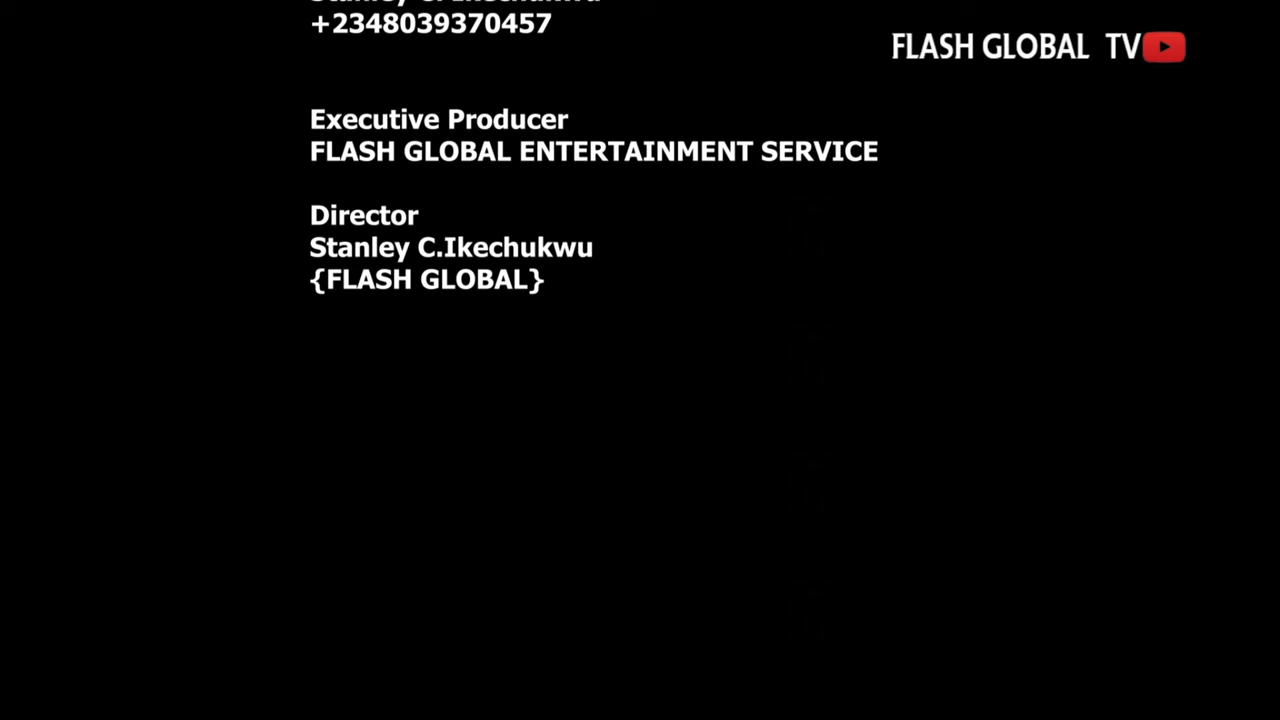 +2348039370457
FLASH GLOBAL TV
Executive Producer
FLASH GLOBAL ENTERTAINMENT SERVICE
Director
Stanley C.Ikechukwu
{FLASH GLOBAL}